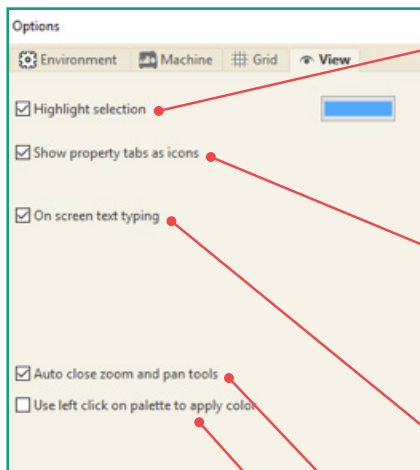 Options
Environment Machine Grid View
Highlight selection
Show property tabs as icons
On screen text typing
Auto close zoom and pan tools
Use left click on palette to apply color